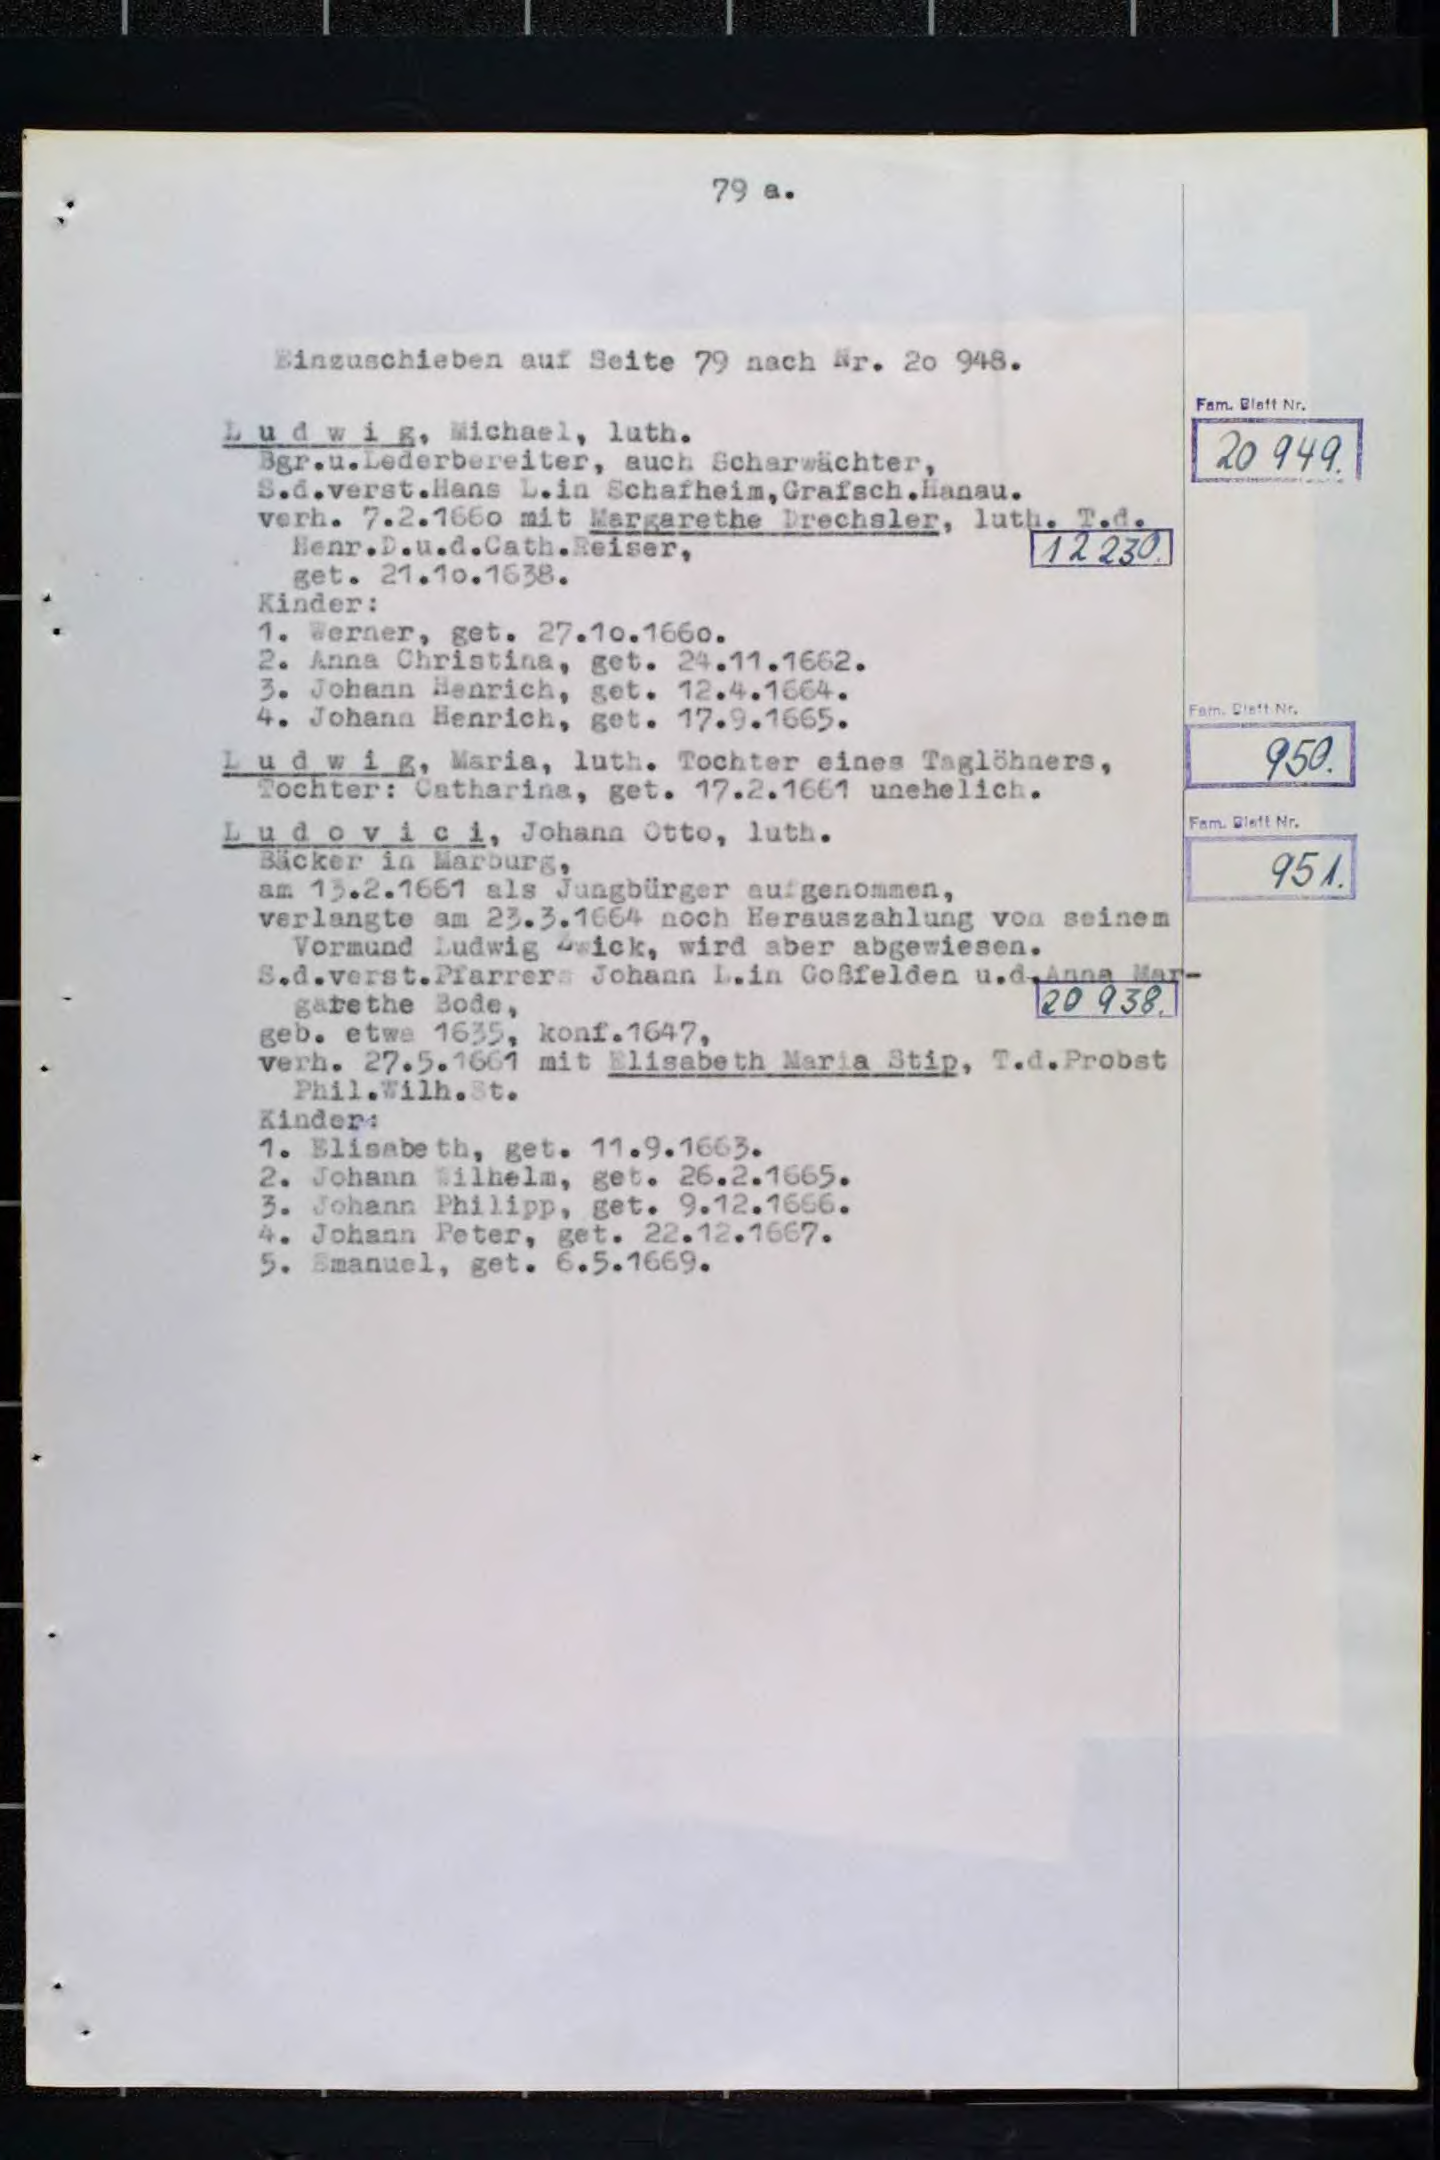 79 a.
Einzuschieben auf Seite 79 nach Nr. 2o 948.
Fam. Blatt Nr.
20 949.
L u d w i g, Michael, luth.
Bgr.u.Lederbereiter, auch Scharwächter,
S.d.verst.Hans L.in Schafheim,Grafsch.Hanau.
verh. 7.2.166o mit Margarethe Drechsler, luth. T.d.
Henr.D.u.d.Cath.Reiser,
12 230.
get. 21.1o.1638.
Kinder:
1. Werner, get. 27.1o.166o.
2. Anna Christina, get. 24.11.1662.
3. Johann Henrich, get. 12.4.1664.
4. Johann Henrich, get. 17.9.1665.
Fam. Blatt Nr.
950.
L u d w i g, Maria, luth. Tochter eines Taglöhners,
Tochter: Catharina, get. 17.2.1661 unehelich.
Fam. Blatt Nr.
951.
L u d o v i c i, Johann Otto, luth.
Bäcker in Marburg,
am 13.2.1661 als Jungbürger aufgenommen,
verlangte am 23.3.1664 noch Herauszahlung von seinem
Vormund Ludwig Zwick, wird aber abgewiesen.
S.d.verst.Pfarrers Johann L.in Goßfelden u.d.Anna Mar-
garethe Bode,
20 938.
geb. etwa 1635, konf.1647,
verh. 27.5.1661 mit Elisabeth Maria Stip, T.d.Probst
Phil.Wilh.St.
Kinder:
1. Elisabeth, get. 11.9.1663.
2. Johann Wilhelm, get. 26.2.1665.
3. Johann Philipp, get. 9.12.1666.
4. Johann Peter, get. 22.12.1667.
5. Emanuel, get. 6.5.1669.